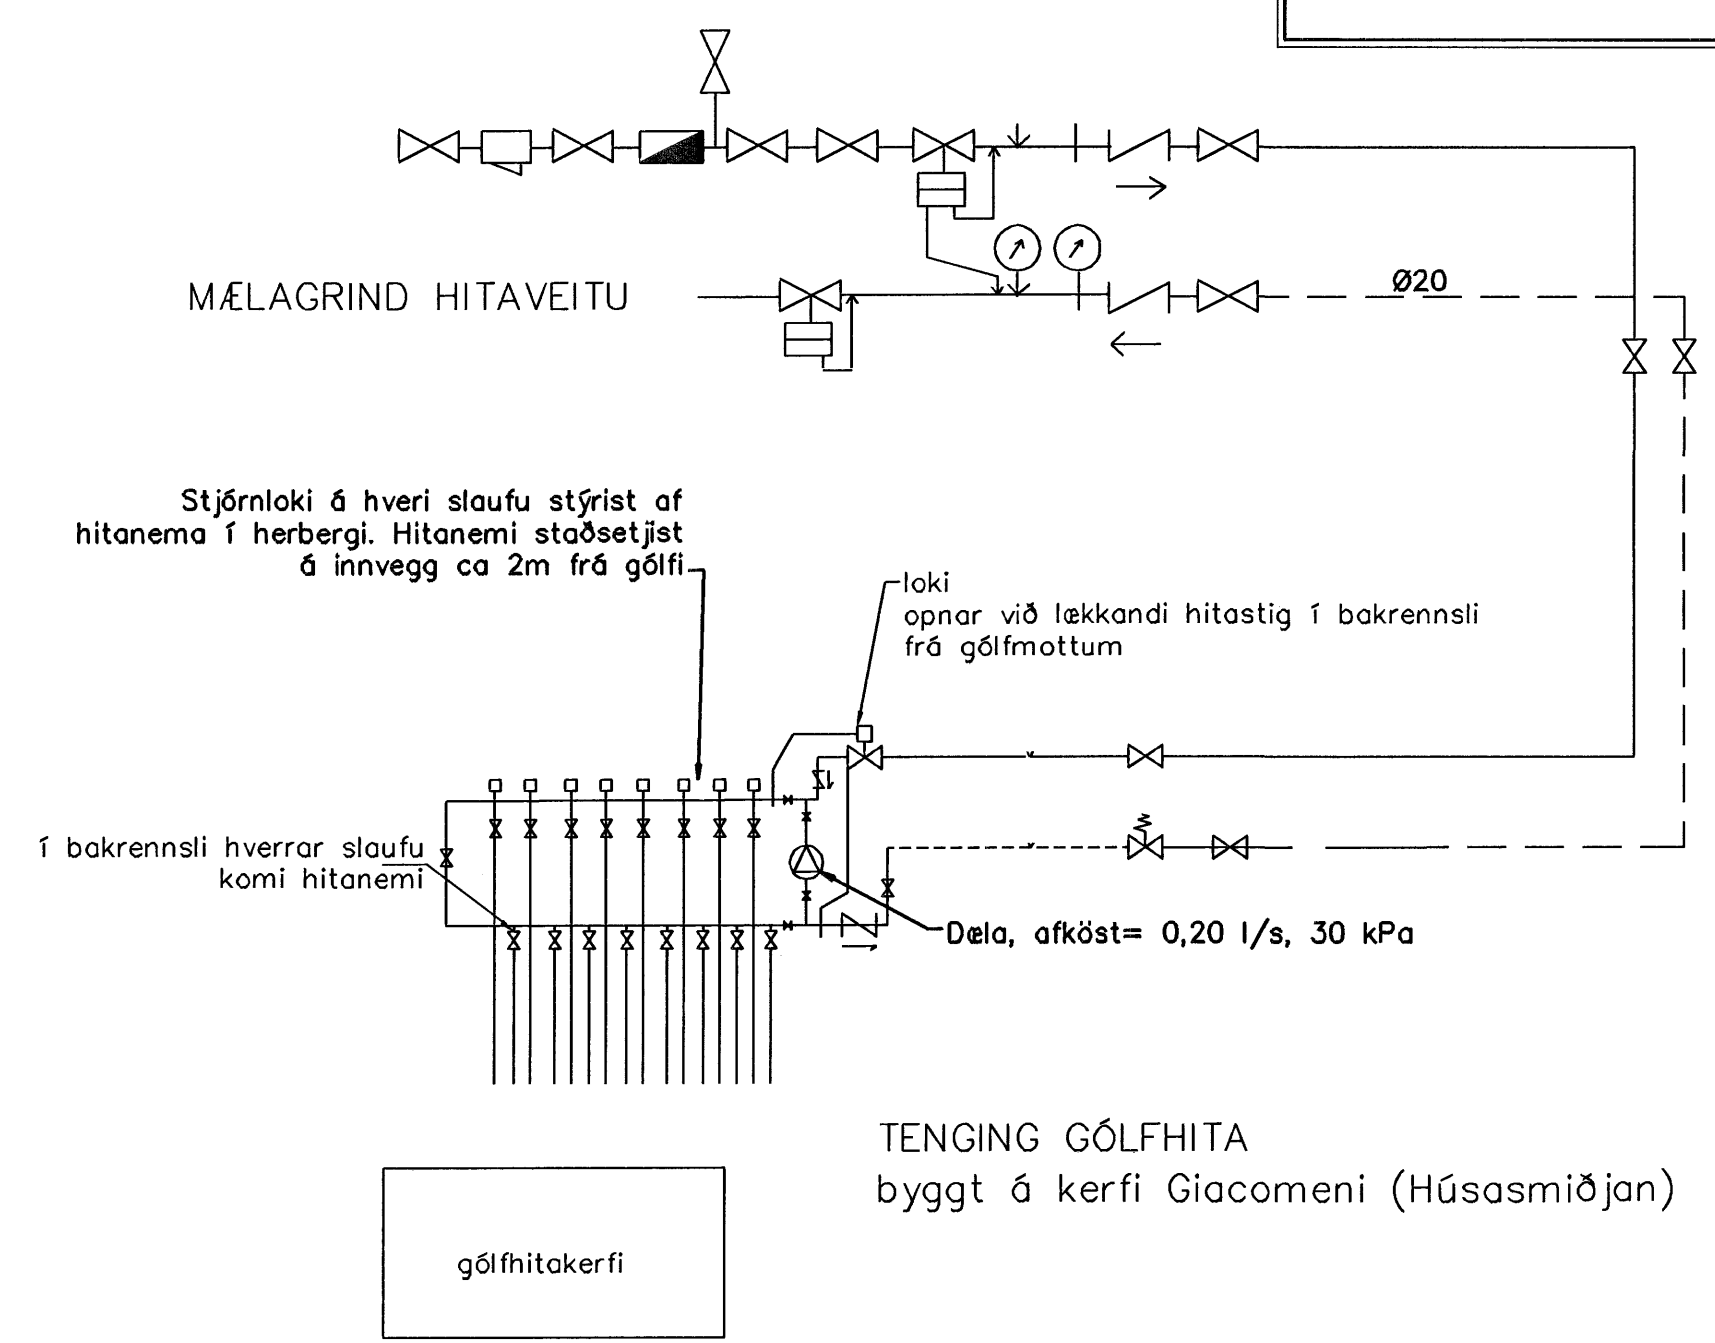 MÆLAGRIND HITAVEITU
Ø20
Stjórnloki á hveri slaufu stýrist af
hitanema í herbergi. Hitanemi staðsetjist
á innvegg ca 2m frá gólfi
loki
opnar við lækkandi hitastig í bakrennsli
frá gólfmottum
í bakrennsli hverrar slaufu
komi hitanemi
Dæla, afköst= 0,20 l/s, 30 kPa
TENGING GÓLFHITA
byggt á kerfi Giacomeni (Húsasmiðjan)
gólfhitakerfi